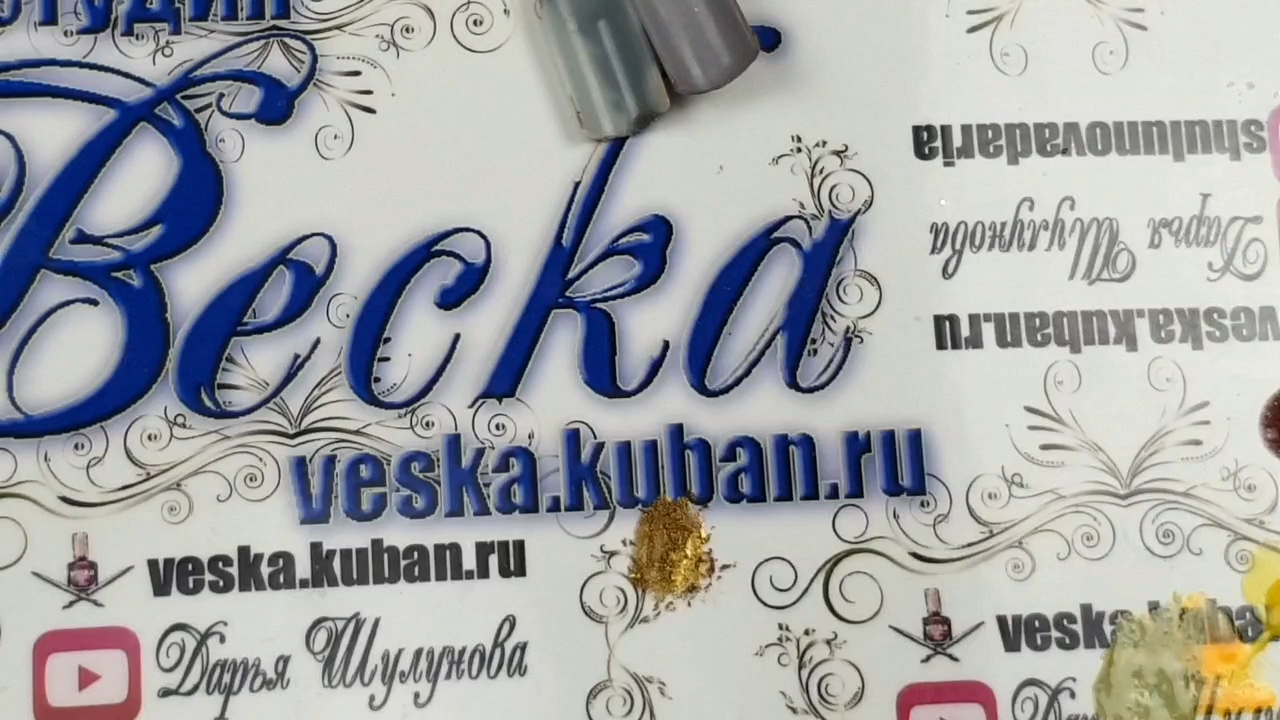 Веска
veska.kuban.ru
veska.kuban.ru
Дарья Шулунова
shulunovadaria
Дарья Шулунова
veska.kuban.ru